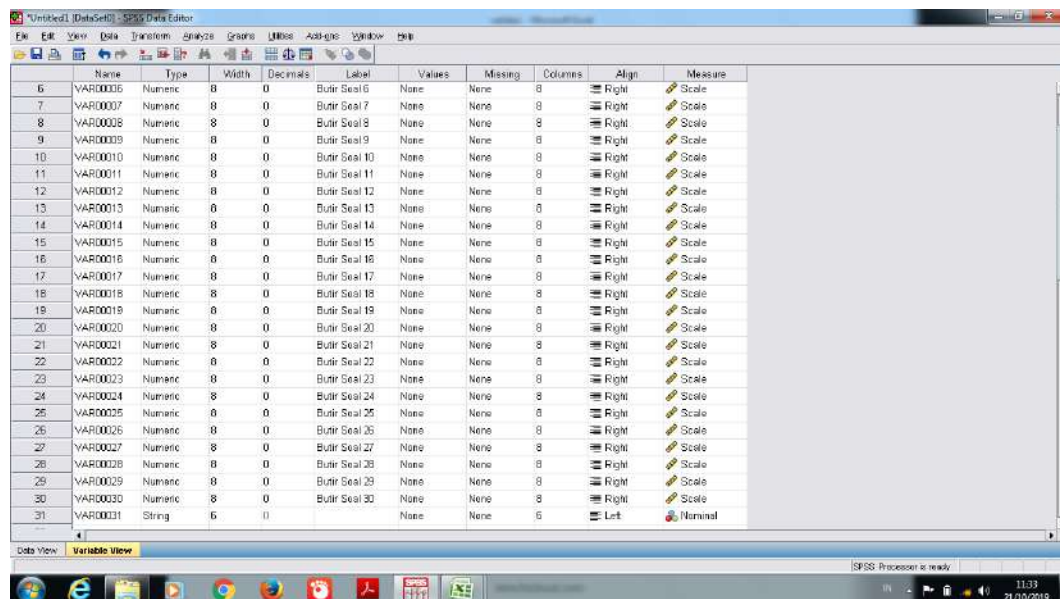 *Untitled1 [DataSet0] - SPSS Data Editor
File Edit View Data Transform Analyze Graphs Utilities Add-ons Window Help
Name Type Width Decimals Label Values Missing Columns Align Measure
6 VAR00006 Numeric 8 0 Butir Soal 6 None None 8 Right Scale
7 VAR00007 Numeric 8 0 Butir Soal 7 None None 8 Right Scale
8 VAR00008 Numeric 8 0 Butir Soal 8 None None 8 Right Scale
9 VAR00009 Numeric 8 0 Butir Soal 9 None None 8 Right Scale
10 VAR00010 Numeric 8 0 Butir Soal 10 None None 8 Right Scale
11 VAR00011 Numeric 8 0 Butir Soal 11 None None 8 Right Scale
12 VAR00012 Numeric 8 0 Butir Soal 12 None None 8 Right Scale
13 VAR00013 Numeric 8 0 Butir Soal 13 None None 8 Right Scale
14 VAR00014 Numeric 8 0 Butir Soal 14 None None 8 Right Scale
15 VAR00015 Numeric 8 0 Butir Soal 15 None None 8 Right Scale
16 VAR00016 Numeric 8 0 Butir Soal 16 None None 8 Right Scale
17 VAR00017 Numeric 8 0 Butir Soal 17 None None 8 Right Scale
18 VAR00018 Numeric 8 0 Butir Soal 18 None None 8 Right Scale
19 VAR00019 Numeric 8 0 Butir Soal 19 None None 8 Right Scale
20 VAR00020 Numeric 8 0 Butir Soal 20 None None 8 Right Scale
21 VAR00021 Numeric 8 0 Butir Soal 21 None None 8 Right Scale
22 VAR00022 Numeric 8 0 Butir Soal 22 None None 8 Right Scale
23 VAR00023 Numeric 8 0 Butir Soal 23 None None 8 Right Scale
24 VAR00024 Numeric 8 0 Butir Soal 24 None None 8 Right Scale
25 VAR00025 Numeric 8 0 Butir Soal 25 None None 8 Right Scale
26 VAR00026 Numeric 8 0 Butir Soal 26 None None 8 Right Scale
27 VAR00027 Numeric 8 0 Butir Soal 27 None None 8 Right Scale
28 VAR00028 Numeric 8 0 Butir Soal 28 None None 8 Right Scale
29 VAR00029 Numeric 8 0 Butir Soal 29 None None 8 Right Scale
30 VAR00030 Numeric 8 0 Butir Soal 30 None None 8 Right Scale
31 VAR00031 String 6 0 None None 6 Left Nominal
Data View Variable View
SPSS Processor is ready
SPSS
IN 11:33
21/10/2019